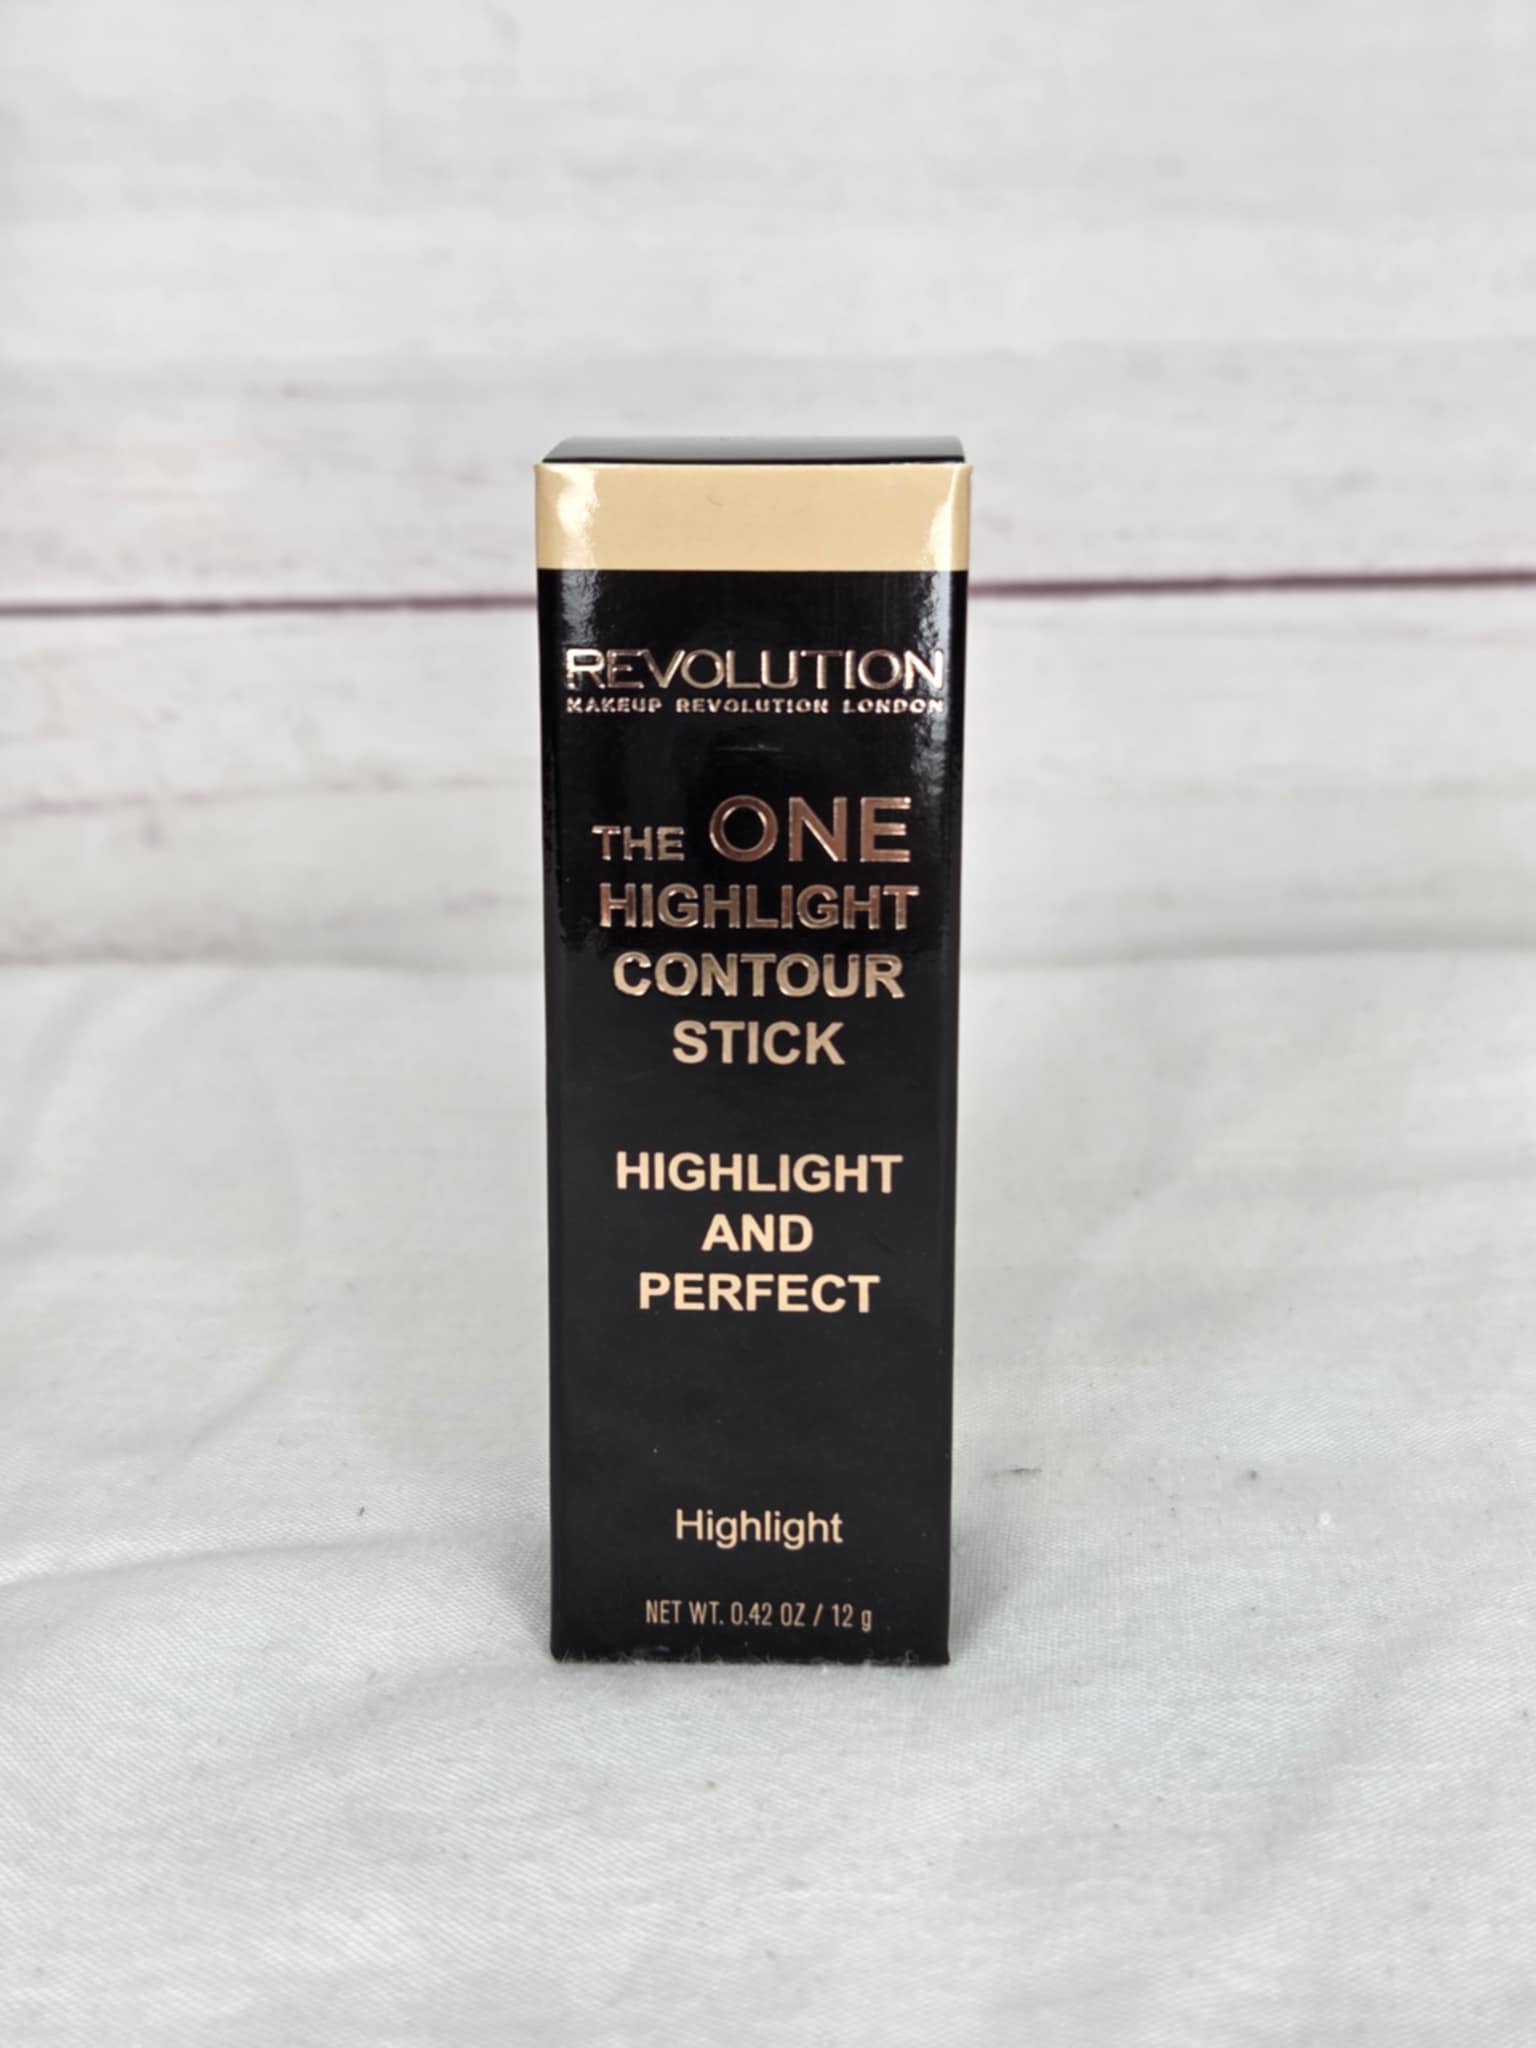 REVOLUTION
MAKEUP REVOLUTION LONDON
THE ONE
HIGHLIGHT
CONTOUR
STICK
HIGHLIGHT
AND
PERFECT
Highlight
NET WT. 0.42 OZ / 12 g